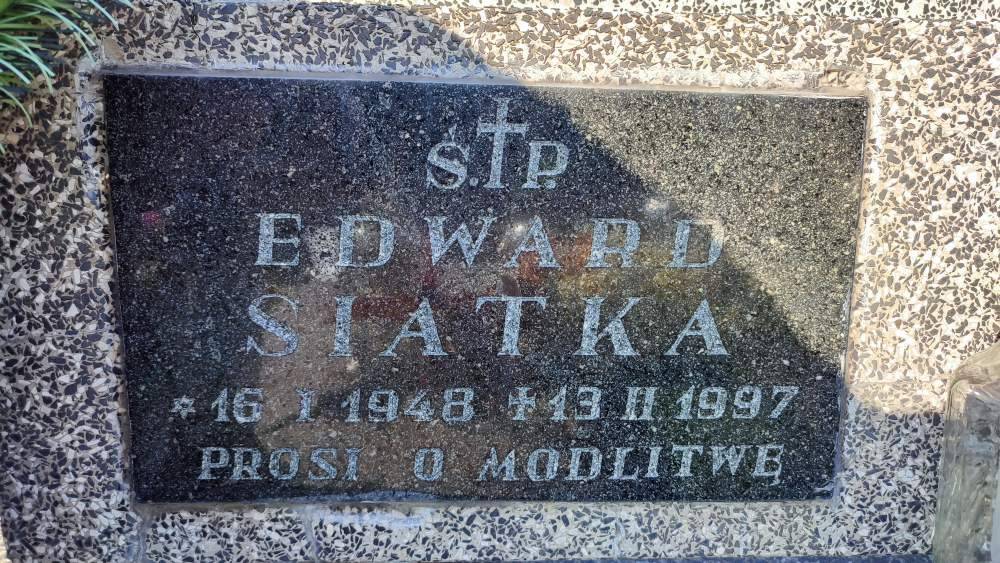 Ś.†P.
EDWARD
SIATKA
* 16 I 1948 † 13 II 1997
PROSI O MODLITWĘ